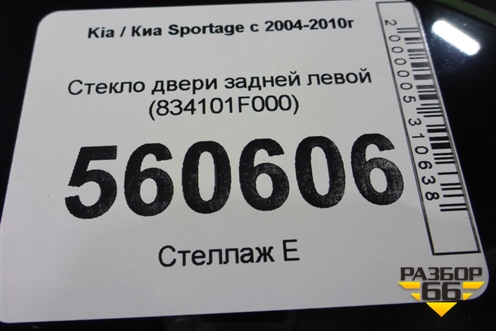 Kia / Киа Sportage с 2004-2010г
Стекло двери задней левой
(834101F000)
560606
Стеллаж Е
2000005310638
РАЗБОР
66